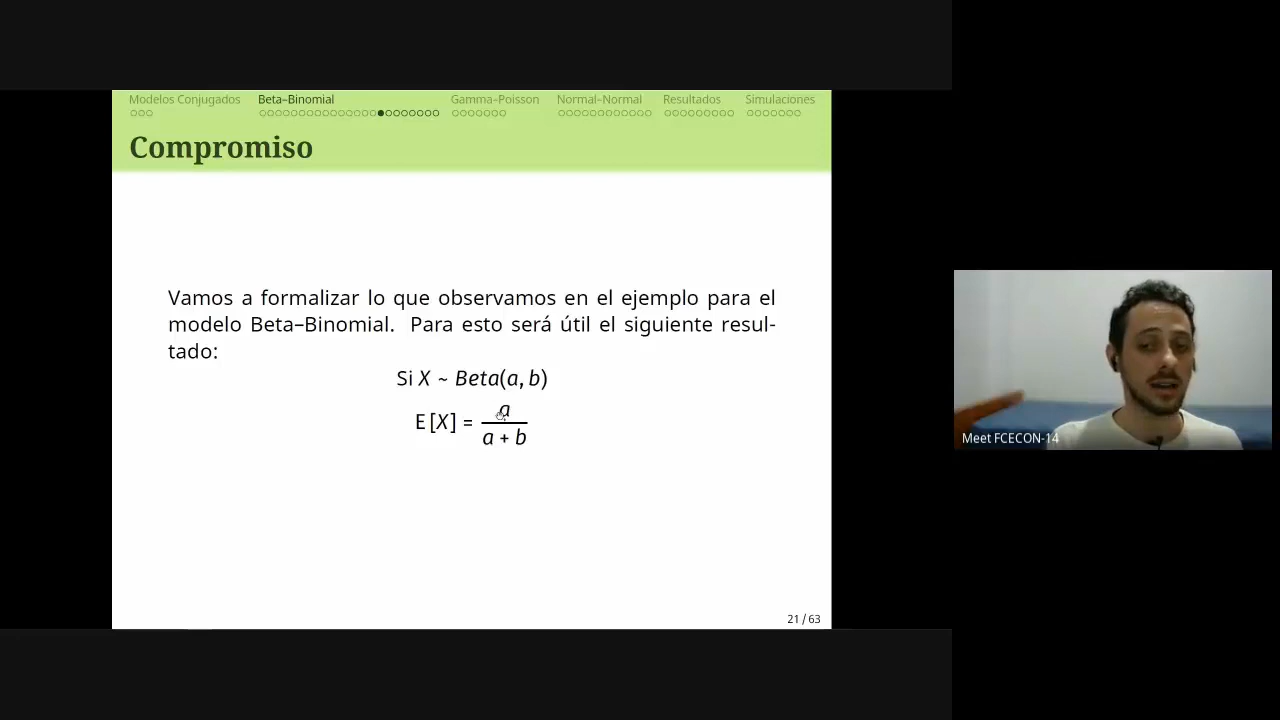 Modelos Conjugados Beta–Binomial Gamma–Poisson Normal–Normal Resultados Simulaciones
Compromiso
Vamos a formalizar lo que observamos en el ejemplo para el
modelo Beta–Binomial. Para esto será útil el siguiente resul-
tado:
Si X ~ Beta(a, b)
E [X] = a / a + b
21 / 63
Meet FCECON-14